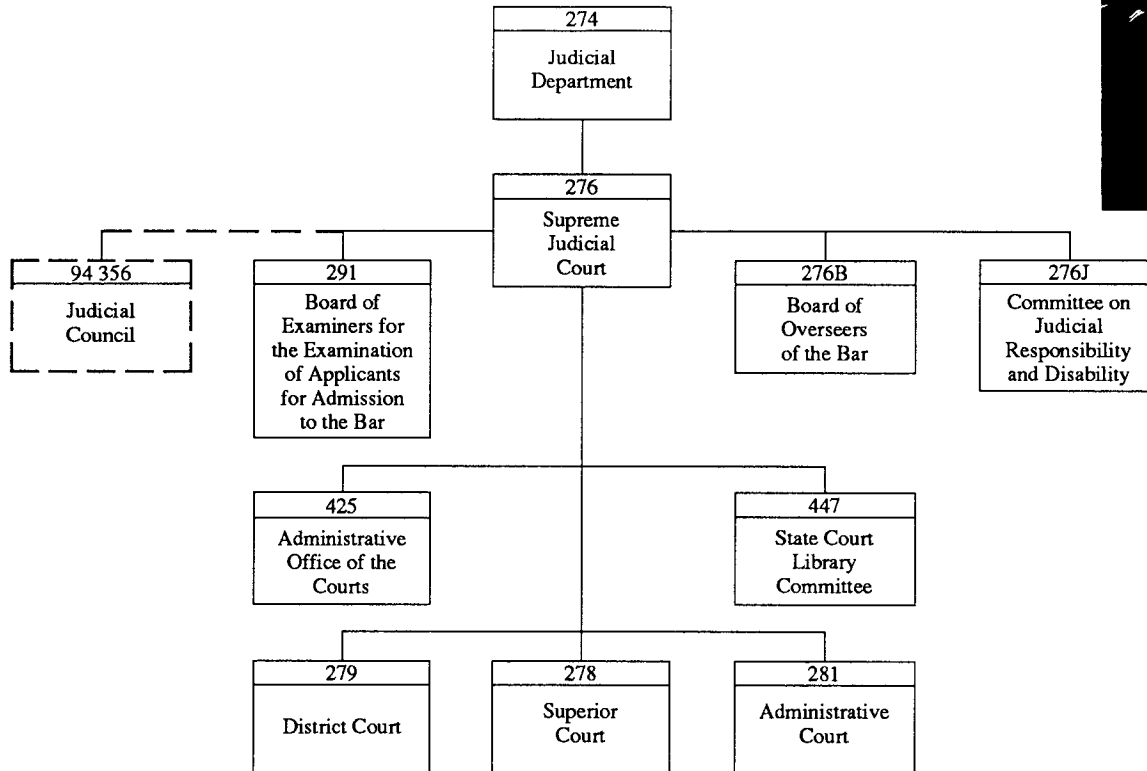 274
Judicial
Department
276
Supreme
Judicial
Court
94 356
Judicial
Council
291
Board of
Examiners for
the Examination
of Applicants
for Admission
to the Bar
276B
Board of
Overseers
of the Bar
276J
Committee on
Judicial
Responsibility
and Disability
425
Administrative
Office of the
Courts
447
State Court
Library
Committee
279
District Court
278
Superior
Court
281
Administrative
Court